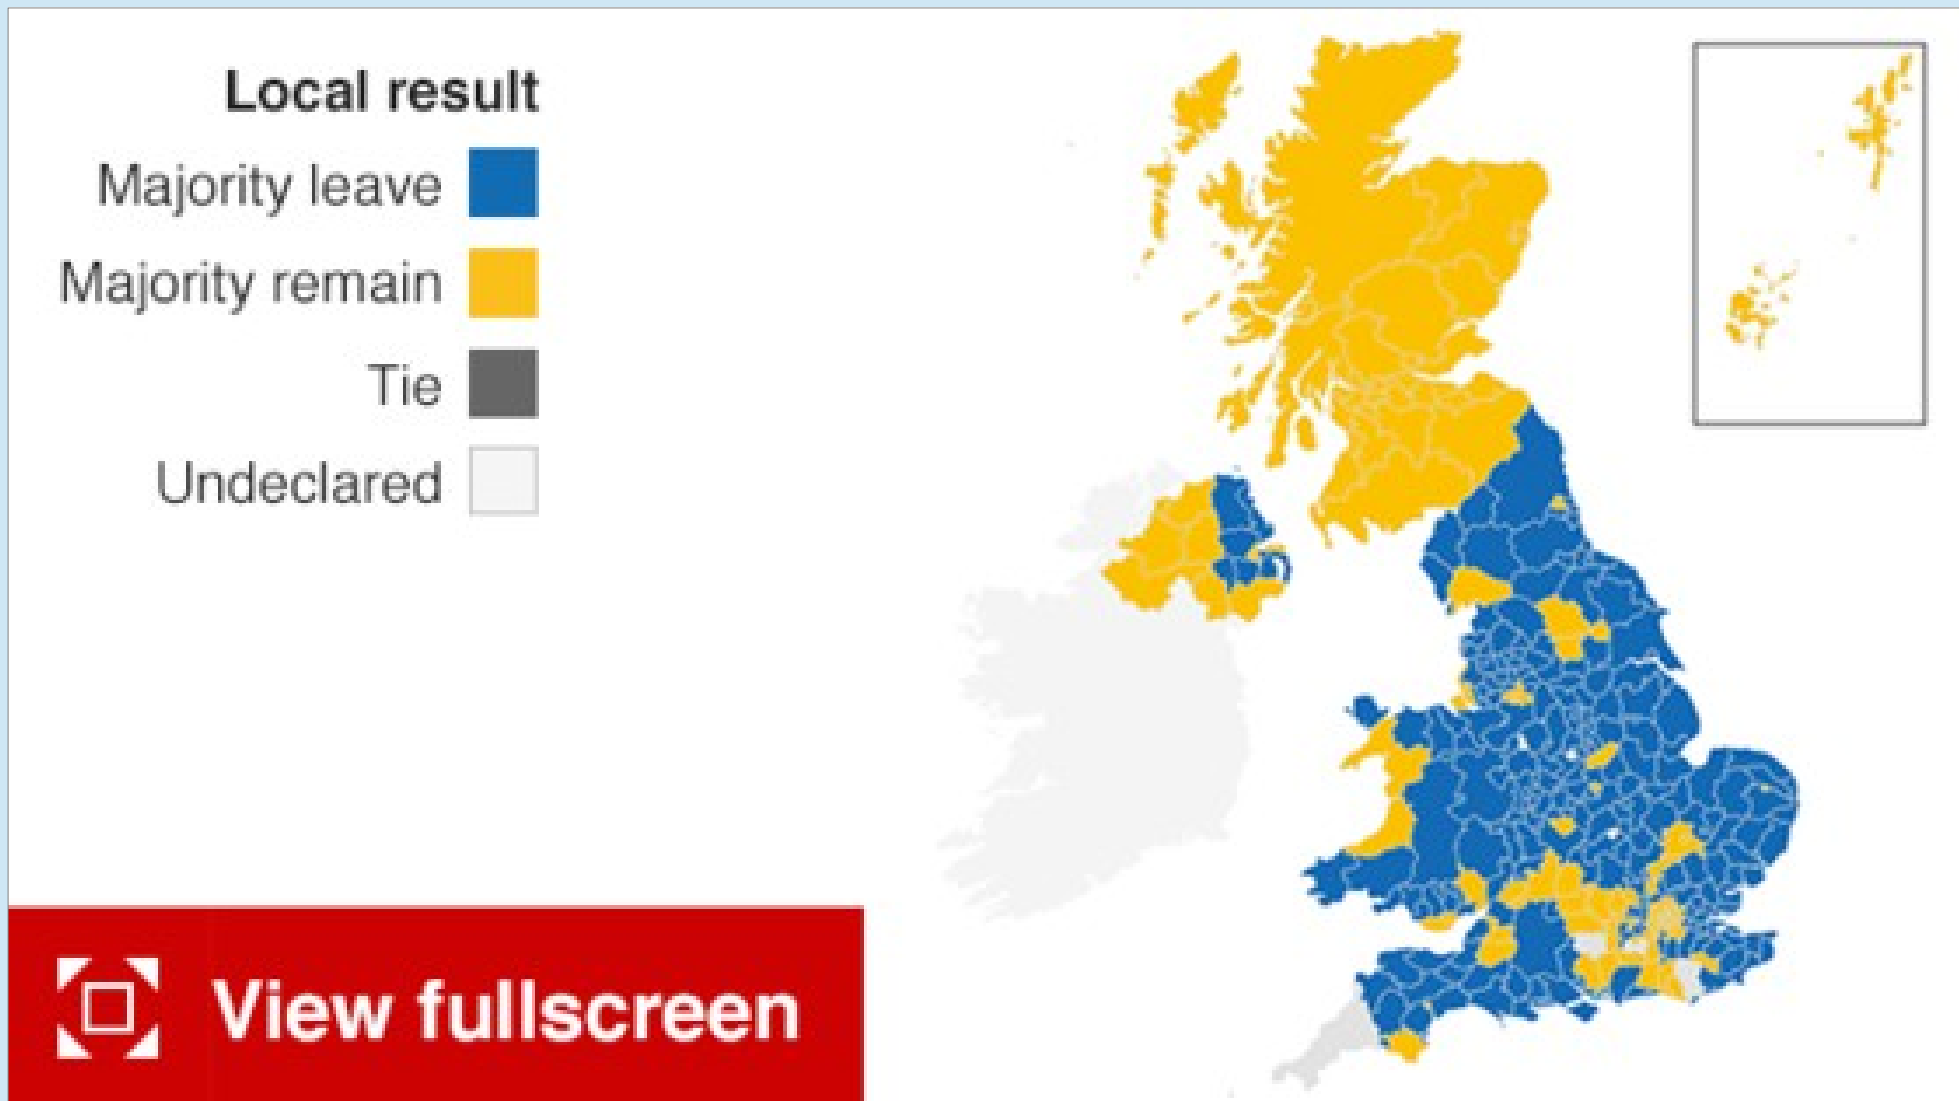 Local result
Majority leave
Majority remain
Tie
Undeclared
View fullscreen